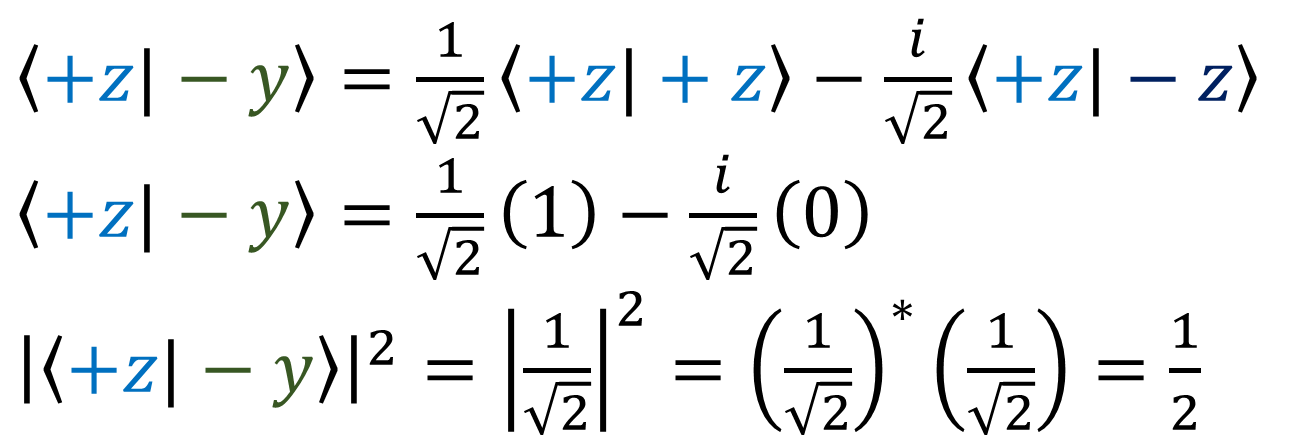 ⟨+z| − y⟩ = 1/√2 ⟨+z| + z⟩ − i/√2 ⟨+z| − z⟩
⟨+z| − y⟩ = 1/√2 (1) − i/√2 (0)
|⟨+z| − y⟩|² = |1/√2|² = (1/√2)* (1/√2) = 1/2